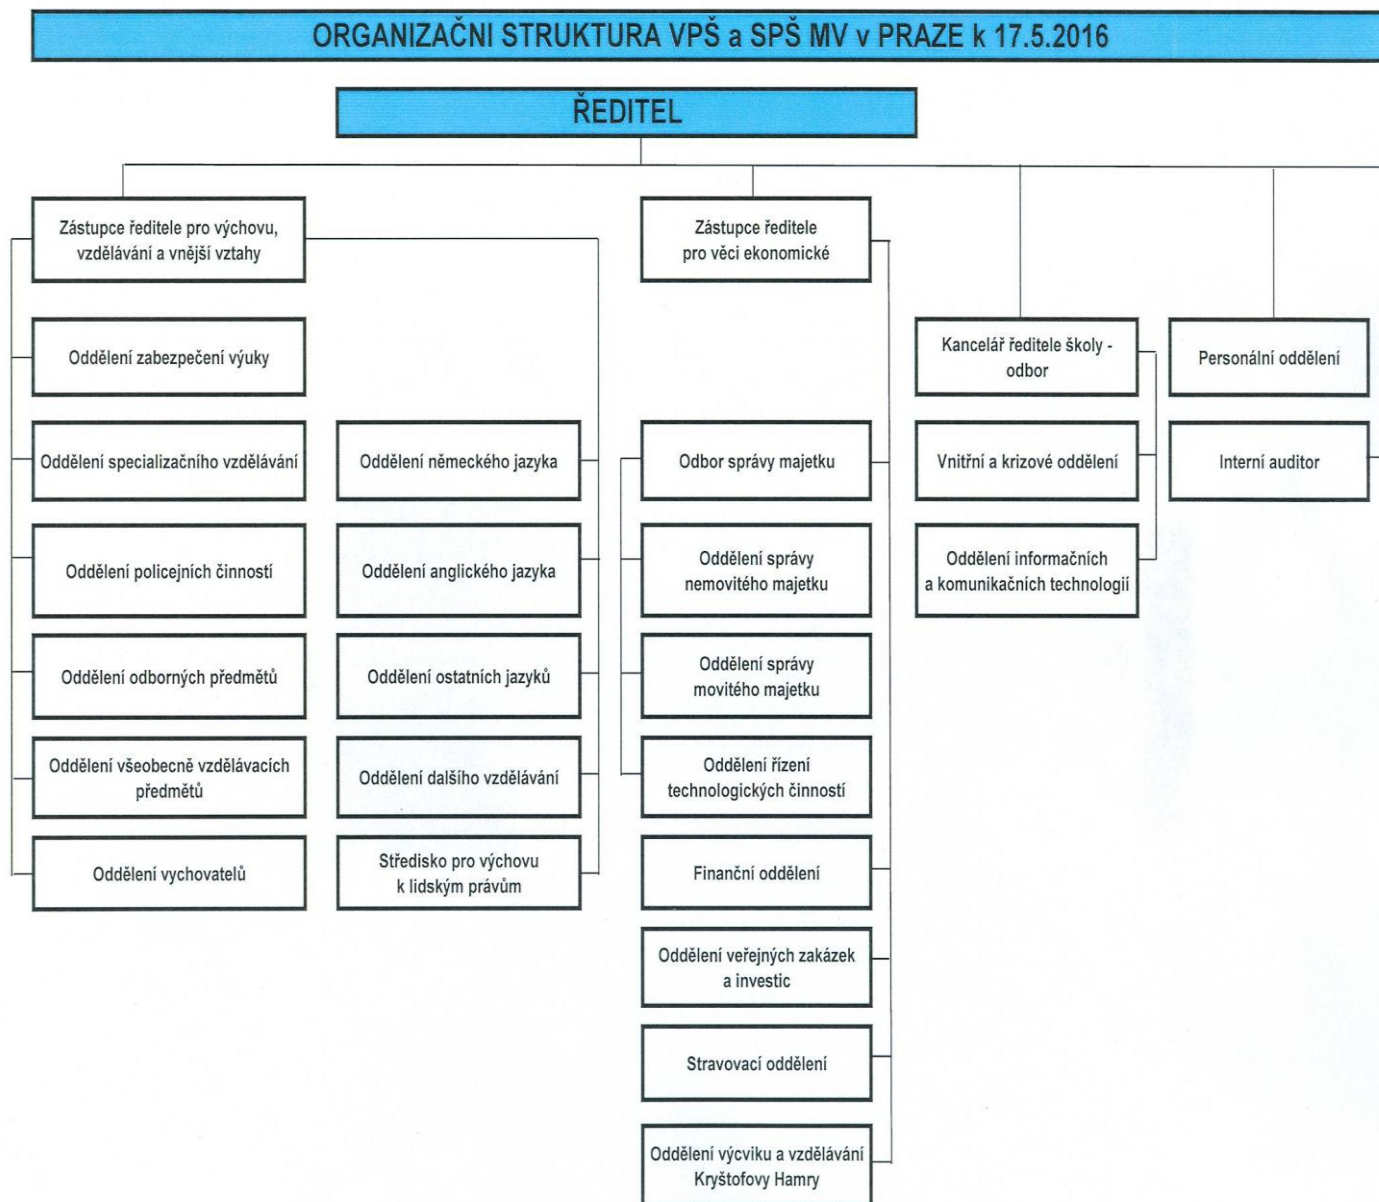 ORGANIZAČNI STRUKTURA VPŠ a SPŠ MV v PRAZE k 17.5.2016
ŘEDITEL
Zástupce ředitele pro výchovu,
vzdělávání a vnější vztahy
Zástupce ředitele
pro věci ekonomické
Oddělení zabezpečení výuky
Kancelář ředitele školy -
odbor
Personální oddělení
Oddělení specializačního vzdělávání
Oddělení německého jazyka
Odbor správy majetku
Vnitřní a krizové oddělení
Interní auditor
Oddělení policejních činností
Oddělení anglického jazyka
Oddělení správy
nemovitého majetku
Oddělení informačních
a komunikačních technologií
Oddělení odborných předmětů
Oddělení ostatních jazyků
Oddělení správy
movitého majetku
Oddělení všeobecně vzdělávacích
předmětů
Oddělení dalšího vzdělávání
Oddělení řízení
technologických činností
Oddělení vychovatelů
Středisko pro výchovu
k lidským právům
Finanční oddělení
Oddělení veřejných zakázek
a investic
Stravovací oddělení
Oddělení výcviku a vzdělávání
Kryštofovy Hamry